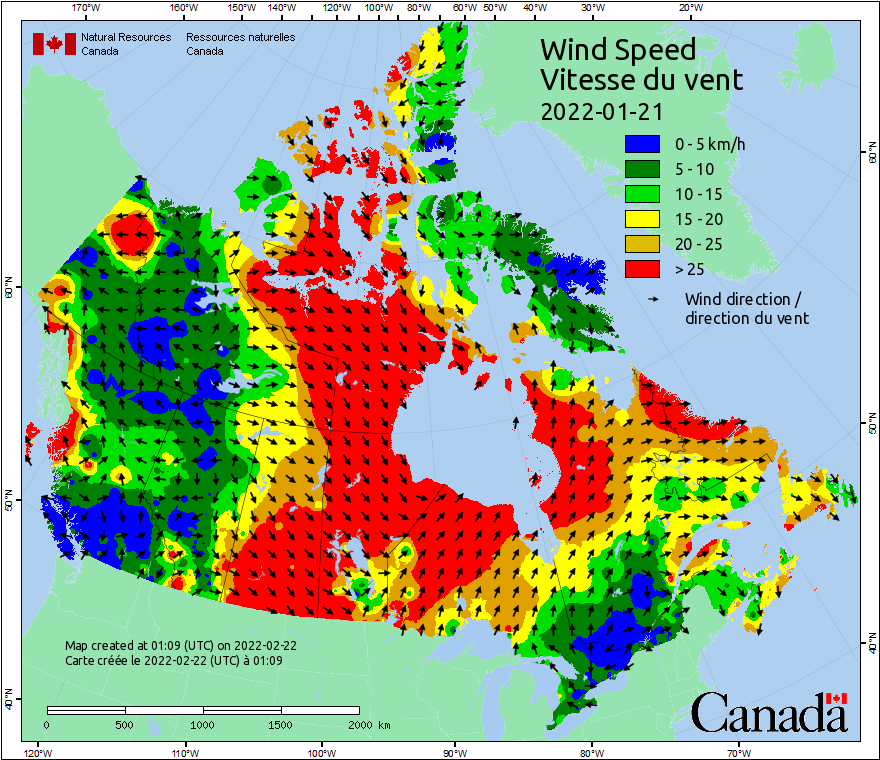 170°W 160°W 150°W 140°W 130°W 120°W 110°W 100°W 80°W 60°W 50°W 40°W 30°W 20°W
Natural Resources Ressources naturelles
Canada Canada
Wind Speed
Vitesse du vent
2022-01-21
0 - 5 km/h
5 - 10
10 - 15
15 - 20
20 - 25
> 25
Wind direction /
direction du vent
60°N
60°N
50°N
50°N
40°N
40°N
Map created at 01:09 (UTC) on 2022-02-22
Carte créée le 2022-02-22 (UTC) à 01:09
0 500 1000 1500 2000 km
Canada
120°W 110°W 100°W 90°W 80°W 70°W